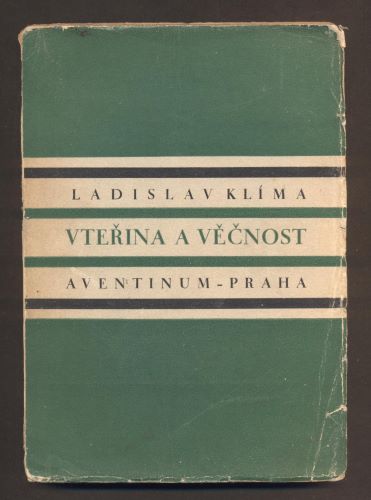 LADISLAV KLÍMA
VTEŘINA A VĚČNOST
AVENTINUM-PRAHA